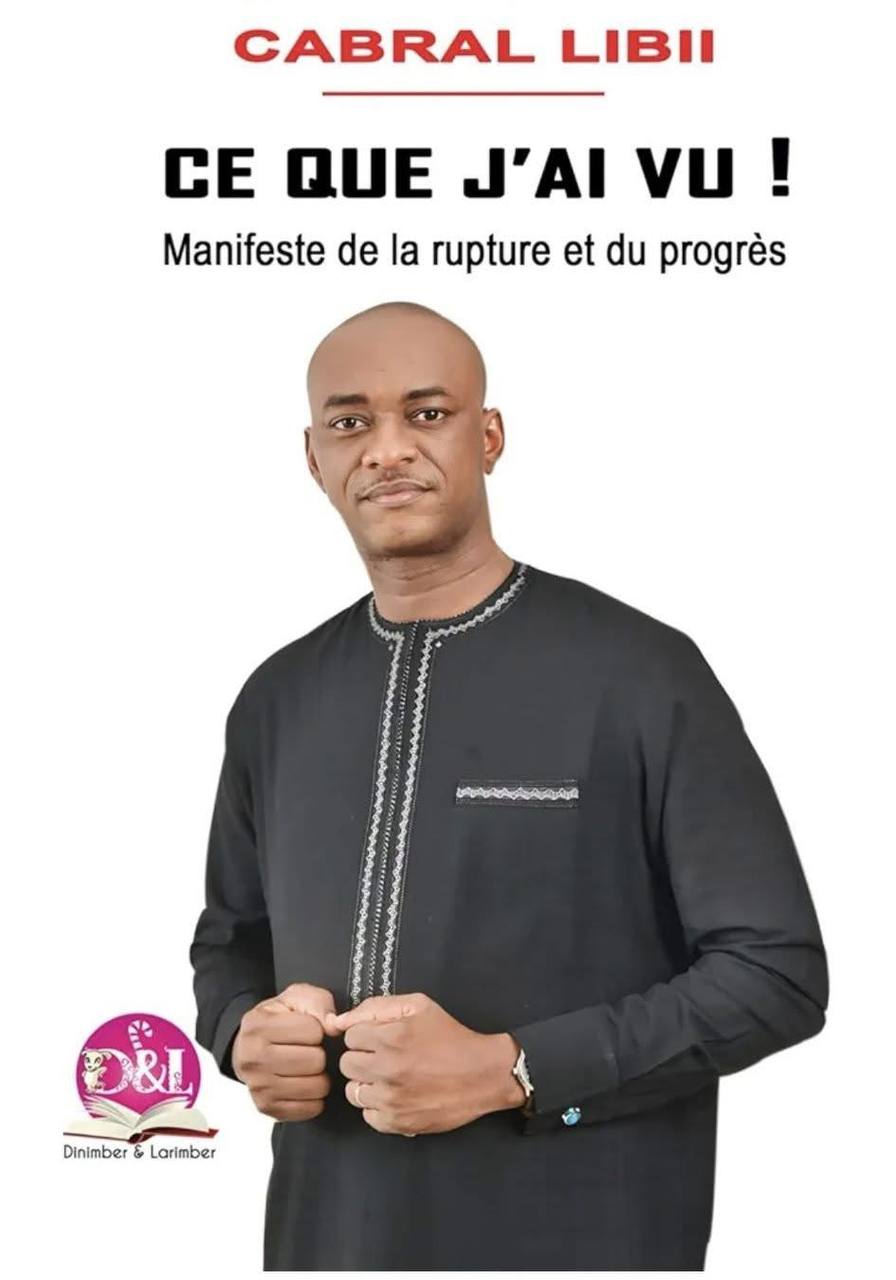 CABRAL LIBII
CE QUE J'AI VU !
Manifeste de la rupture et du progrès
D&L
Dinimber & Larimber